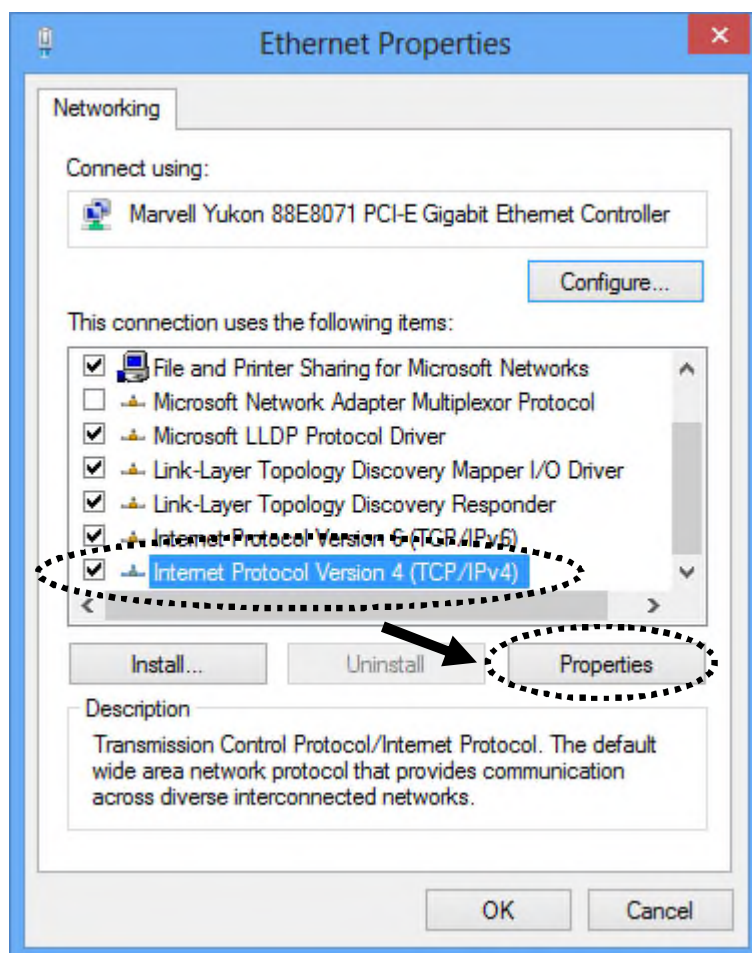 Ethernet Properties
Networking
Connect using:
Marvell Yukon 88E8071 PCI-E Gigabit Ethernet Controller
Configure...
This connection uses the following items:
File and Printer Sharing for Microsoft Networks
Microsoft Network Adapter Multiplexor Protocol
Microsoft LLDP Protocol Driver
Link-Layer Topology Discovery Mapper I/O Driver
Link-Layer Topology Discovery Responder
Internet Protocol Version 6 (TCP/IPv6)
Internet Protocol Version 4 (TCP/IPv4)
Install...
Uninstall
Properties
Description
Transmission Control Protocol/Internet Protocol. The default
wide area network protocol that provides communication
across diverse interconnected networks.
OK
Cancel